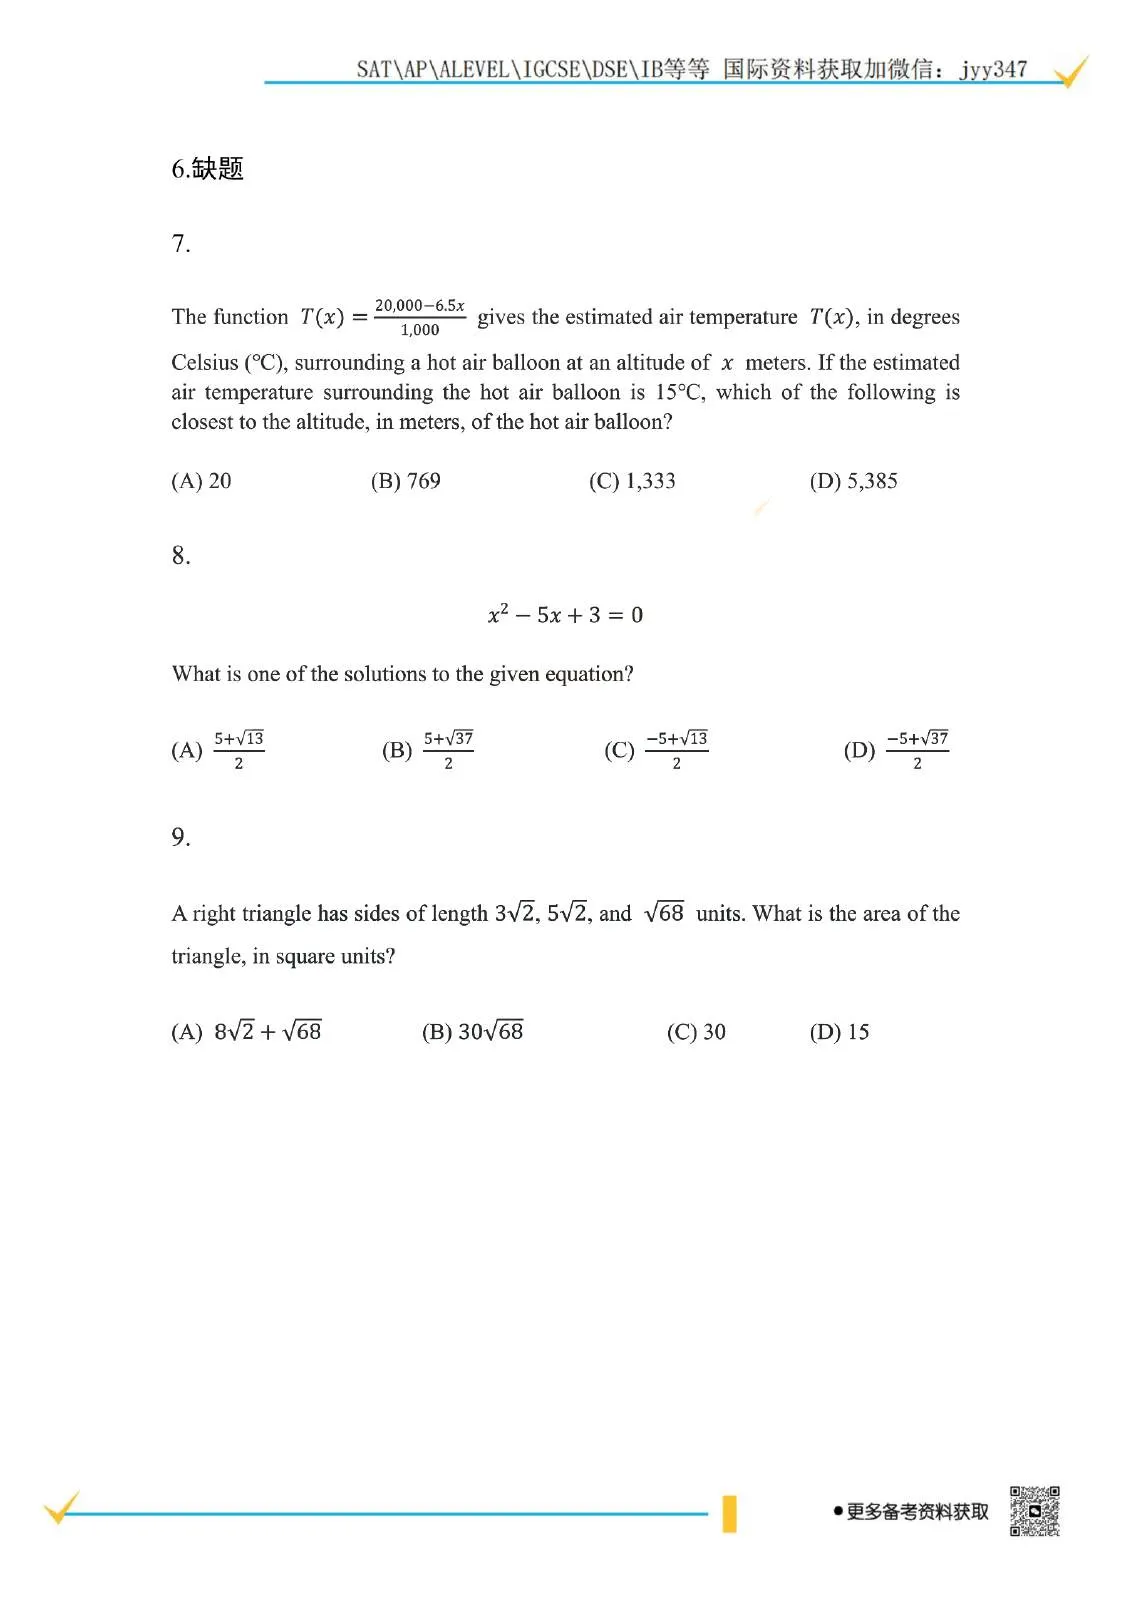 SAT\AP\ALEVEL\IGCSE\DSE\IB等等 国际资料获取加微信：jyy347
6.缺题
7.
The function T(x) = \frac{20,000−6.5x}{1,000} gives the estimated air temperature T(x), in degrees
Celsius (℃), surrounding a hot air balloon at an altitude of x meters. If the estimated
air temperature surrounding the hot air balloon is 15℃, which of the following is
closest to the altitude, in meters, of the hot air balloon?
(A) 20 (B) 769 (C) 1,333 (D) 5,385
8.
x² − 5x + 3 = 0
What is one of the solutions to the given equation?
(A) \frac{5+√13}{2} (B) \frac{5+√37}{2} (C) \frac{−5+√13}{2} (D) \frac{−5+√37}{2}
9.
A right triangle has sides of length 3√2, 5√2, and √68 units. What is the area of the
triangle, in square units?
(A) 8√2 + √68 (B) 30√68 (C) 30 (D) 15
●更多备考资料获取